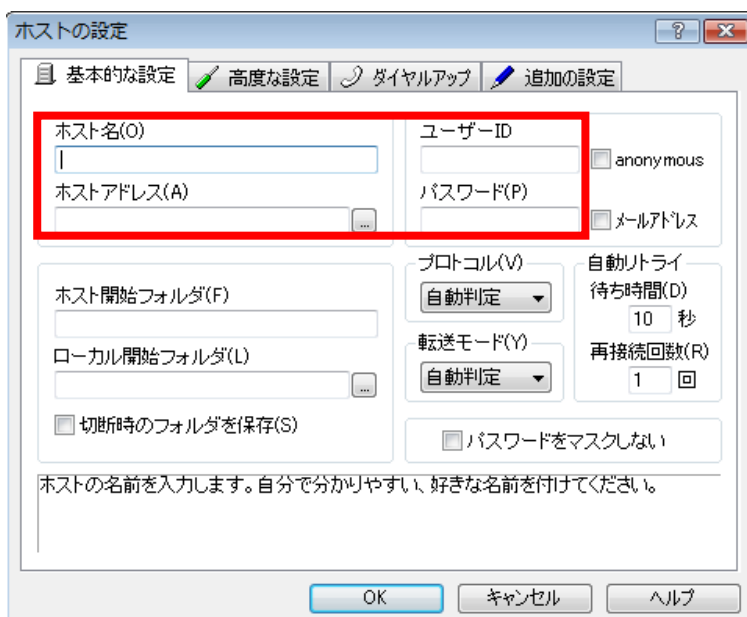 ホストの設定
基本的な設定
高度な設定
ダイヤルアップ
追加の設定
ホスト名(O)
ユーザーID
anonymous
ホストアドレス(A)
パスワード(P)
...
メールアドレス
ホスト開始フォルダ(F)
プロトコル(V)
自動判定
自動リトライ
待ち時間(D)
10 秒
ローカル開始フォルダ(L)
...
転送モード(Y)
自動判定
再接続回数(R)
1 回
切断時のフォルダを保存(S)
パスワードをマスクしない
ホストの名前を入力します。自分で分かりやすい、好きな名前を付けてください。
OK
キャンセル
ヘルプ